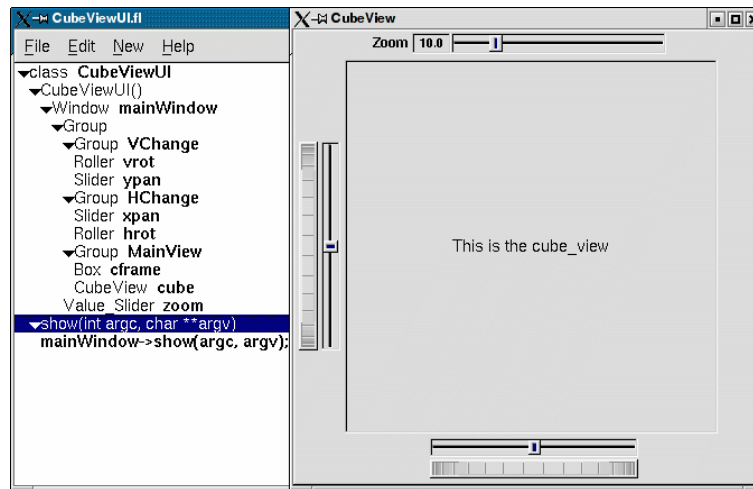 CubeViewUI.fl
File Edit New Help
class CubeViewUI
CubeViewUI()
Window mainWindow
Group
Group VChange
Roller vrot
Slider ypan
Group HChange
Slider xpan
Roller hrot
Group MainView
Box cframe
CubeView cube
Value_Slider zoom
show(int argc, char **argv)
mainWindow->show(argc, argv);
CubeView
Zoom 10.0
This is the cube_view